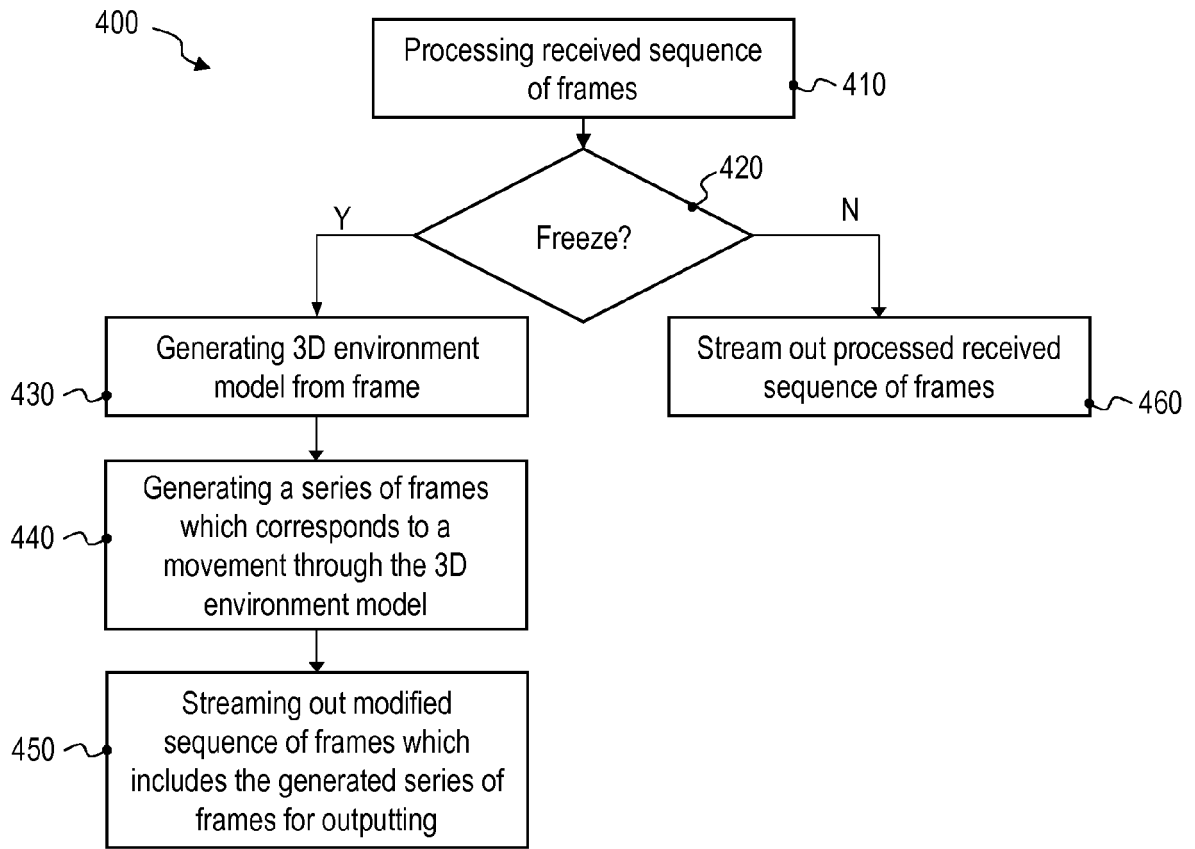 400
Processing received sequence
of frames
410
420
Freeze?
Y
N
Generating 3D environment
model from frame
430
Stream out processed received
sequence of frames
460
Generating a series of frames
which corresponds to a
movement through the 3D
environment model
440
Streaming out modified
sequence of frames which
includes the generated series of
frames for outputting
450